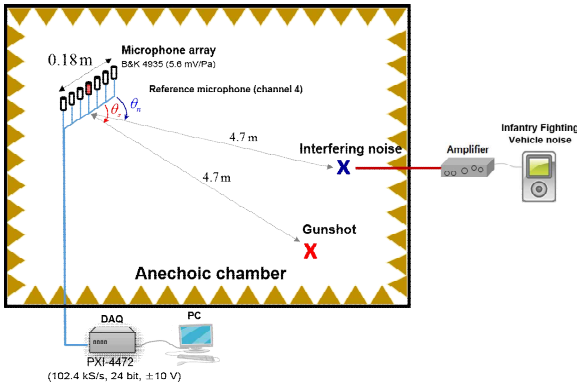 0.18 m
Microphone array
B&K 4935 (5.6 mV/Pa)
Reference microphone (channel 4)
θs
θn
4.7 m
Interfering noise
X
4.7 m
Gunshot
X
Anechoic chamber
Amplifier
Infantry Fighting
Vehicle noise
DAQ
PC
PXI-4472
(102.4 kS/s, 24 bit, ±10 V)